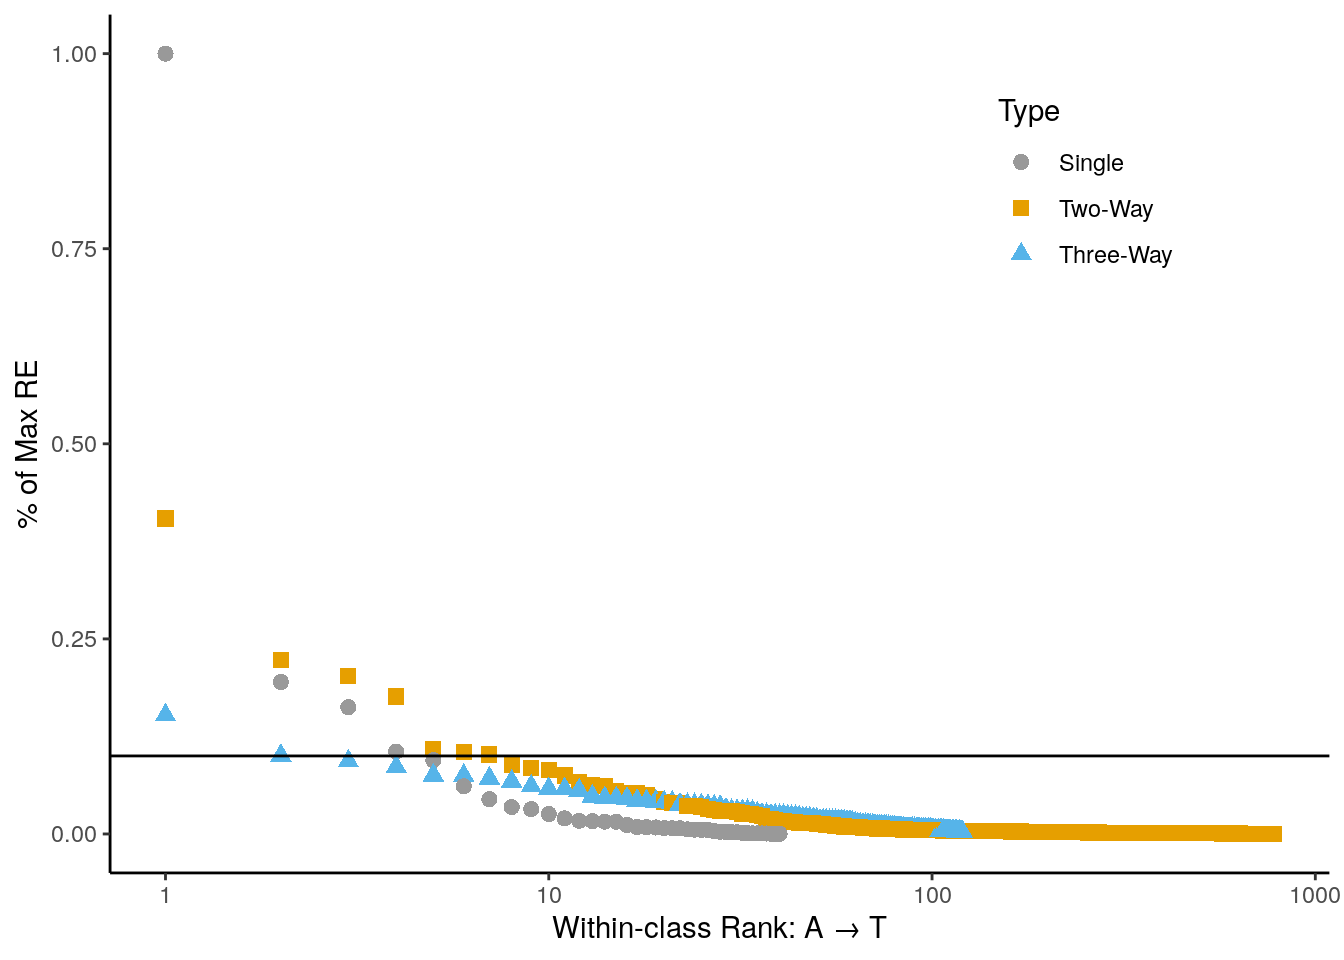 1.00
0.75
0.50
0.25
0.00
% of Max RE
1
10
100
1000
Within-class Rank: A → T
Type
Single
Two-Way
Three-Way